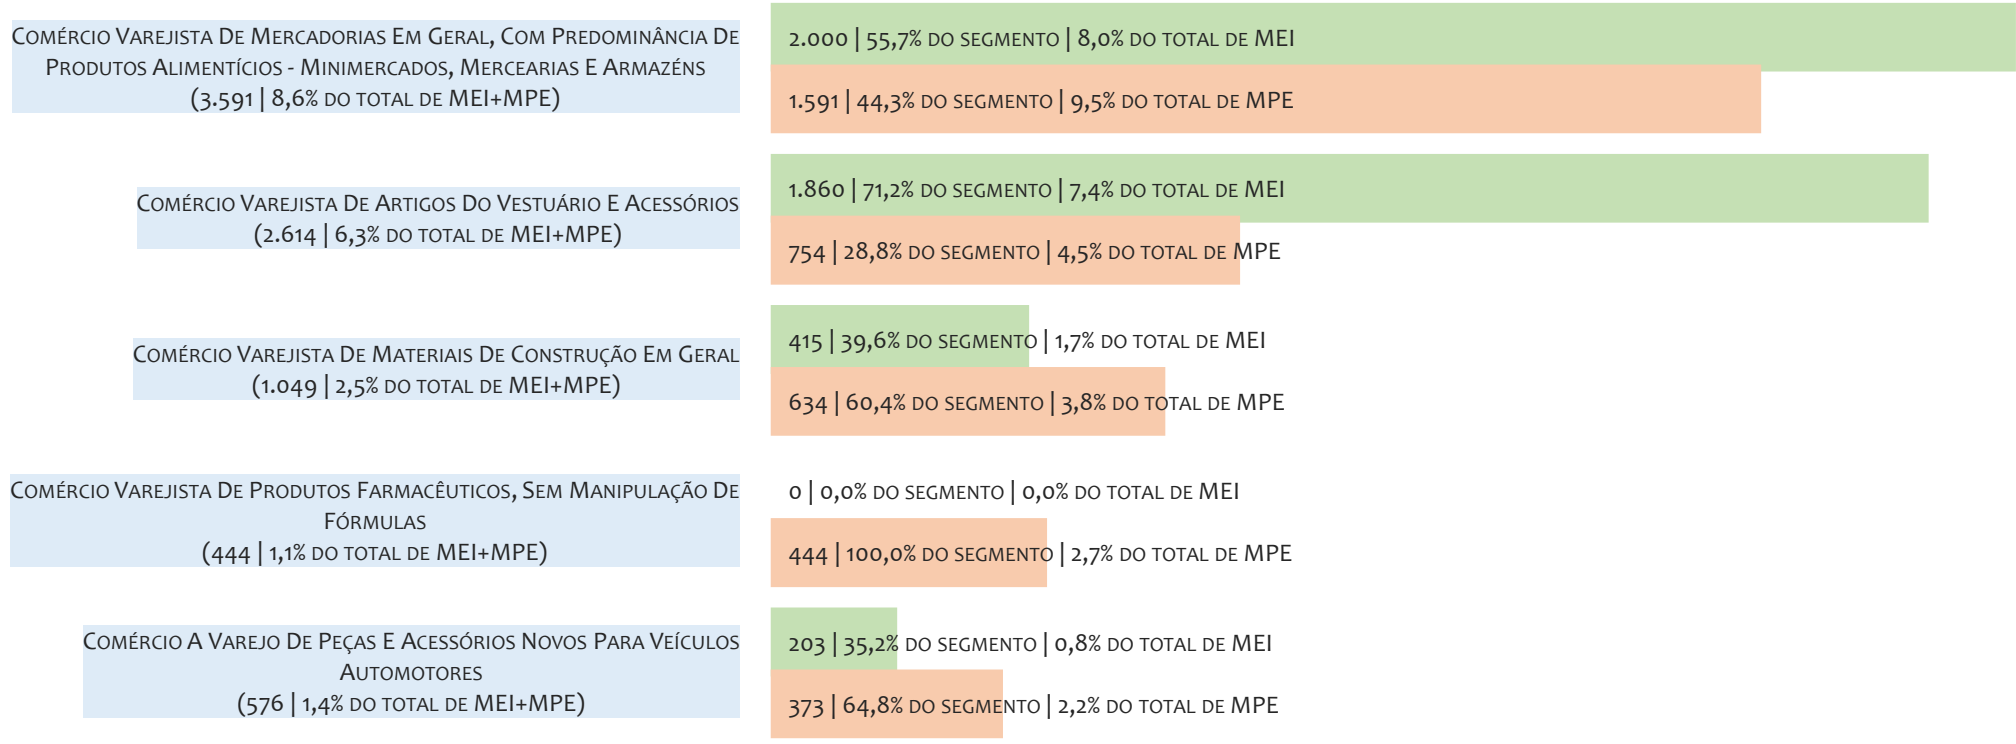 Comércio Varejista De Mercadorias Em Geral, Com Predominância De
Produtos Alimentícios - Minimercados, Mercearias E Armazéns
(3.591 | 8,6% do total de MEI+MPE)
2.000 | 55,7% do segmento | 8,0% do total de MEI
1.591 | 44,3% do segmento | 9,5% do total de MPE
Comércio Varejista De Artigos Do Vestuário E Acessórios
(2.614 | 6,3% do total de MEI+MPE)
1.860 | 71,2% do segmento | 7,4% do total de MEI
754 | 28,8% do segmento | 4,5% do total de MPE
Comércio Varejista De Materiais De Construção Em Geral
(1.049 | 2,5% do total de MEI+MPE)
415 | 39,6% do segmento | 1,7% do total de MEI
634 | 60,4% do segmento | 3,8% do total de MPE
Comércio Varejista De Produtos Farmacêuticos, Sem Manipulação De
Fórmulas
(444 | 1,1% do total de MEI+MPE)
0 | 0,0% do segmento | 0,0% do total de MEI
444 | 100,0% do segmento | 2,7% do total de MPE
Comércio A Varejo De Peças E Acessórios Novos Para Veículos
Automotores
(576 | 1,4% do total de MEI+MPE)
203 | 35,2% do segmento | 0,8% do total de MEI
373 | 64,8% do segmento | 2,2% do total de MPE